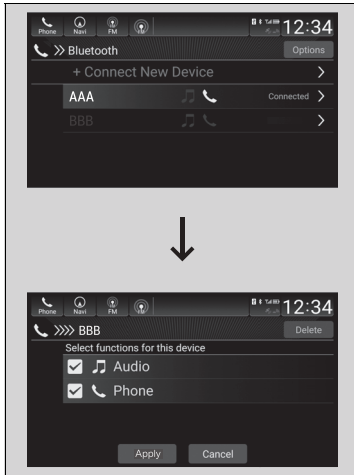 Phone Navi FM 12:34
Bluetooth Options
+ Connect New Device
AAA Connected
BBB
Phone Navi FM 12:34
BBB Delete
Select functions for this device
Audio
Phone
Apply Cancel